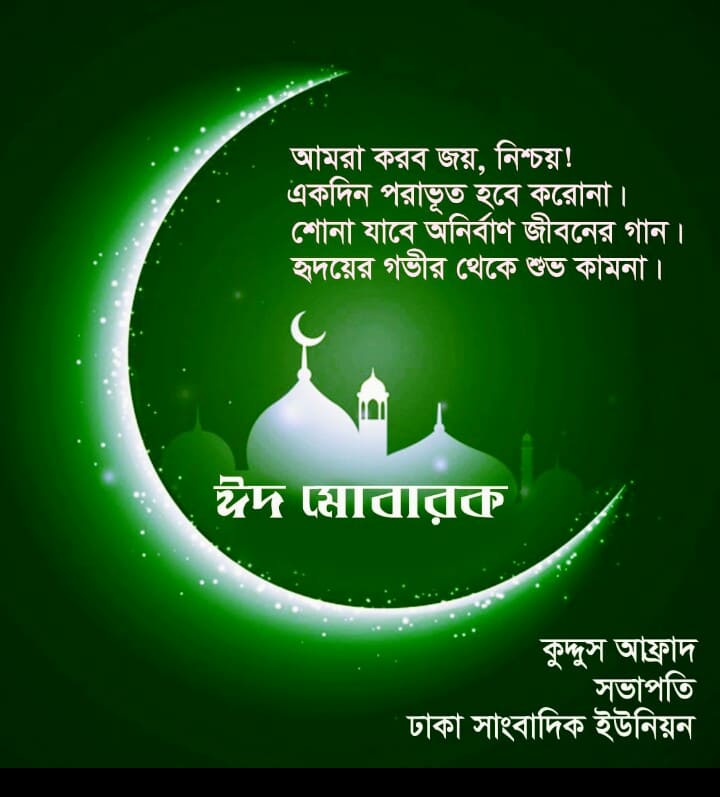 আমরা করব জয়, নিশ্চয়!
একদিন পরাভূত হবে করোনা।
শোনা যাবে অনির্বাণ জীবনের গান।
হৃদয়ের গভীর থেকে শুভ কামনা।
ঈদ মোবারক
কুদ্দুস আফ্রাদ
সভাপতি
ঢাকা সাংবাদিক ইউনিয়ন